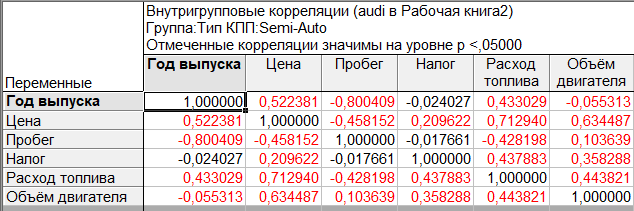 Внутригрупповые корреляции (audi в Рабочая книга2)
Группа:Тип КПП:Semi-Auto
Отмеченные корреляции значимы на уровне p <,05000
Переменные Год выпуска Цена Пробег Налог Расход топлива Объём двигателя
Год выпуска 1,000000 0,522381 -0,800409 -0,024027 0,433029 -0,055313
Цена 0,522381 1,000000 -0,458152 0,209622 0,712940 0,634487
Пробег -0,800409 -0,458152 1,000000 -0,017661 -0,428198 0,103639
Налог -0,024027 0,209622 -0,017661 1,000000 0,437883 0,358288
Расход топлива 0,433029 0,712940 -0,428198 0,437883 1,000000 0,443821
Объём двигателя -0,055313 0,634487 0,103639 0,358288 0,443821 1,000000